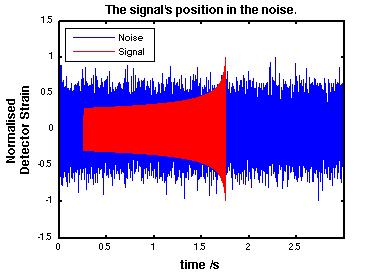 The signal's position in the noise.
Noise
Signal
Normalised
Detector Strain
1.5
1
0.5
0
-0.5
-1
-1.5
0 0.5 1 1.5 2 2.5
time /s